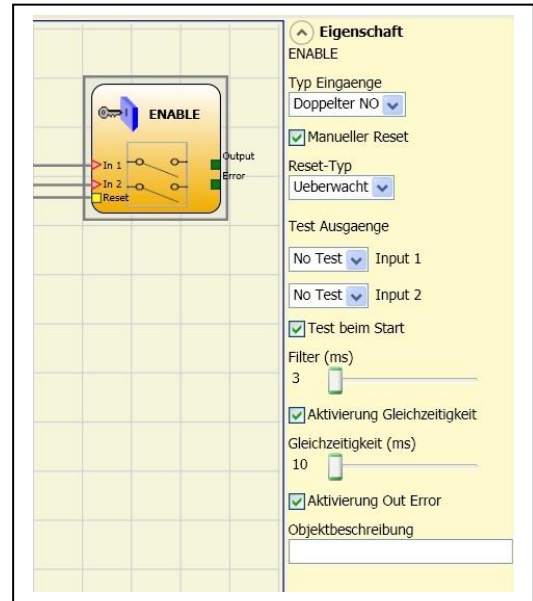 ENABLE
In 1
In 2
Reset
Output
Error
Eigenschaft
ENABLE
Typ Eingaenge
Doppelter NO
Manueller Reset
Reset-Typ
Ueberwacht
Test Ausgaenge
No Test Input 1
No Test Input 2
Test beim Start
Filter (ms)
3
Aktivierung Gleichzeitigkeit
Gleichzeitigkeit (ms)
10
Aktivierung Out Error
Objektbeschreibung